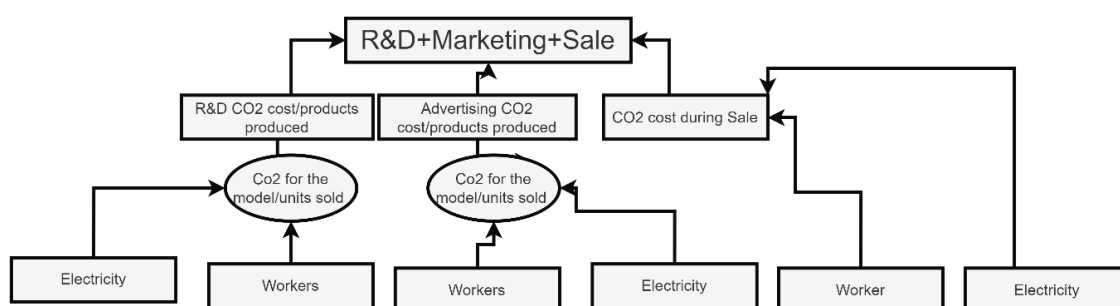 R&D+Marketing+Sale
R&D CO2 cost/products
produced
Advertising CO2
cost/products produced
CO2 cost during Sale
Co2 for the
model/units sold
Co2 for the
model/units sold
Electricity
Workers
Workers
Electricity
Worker
Electricity